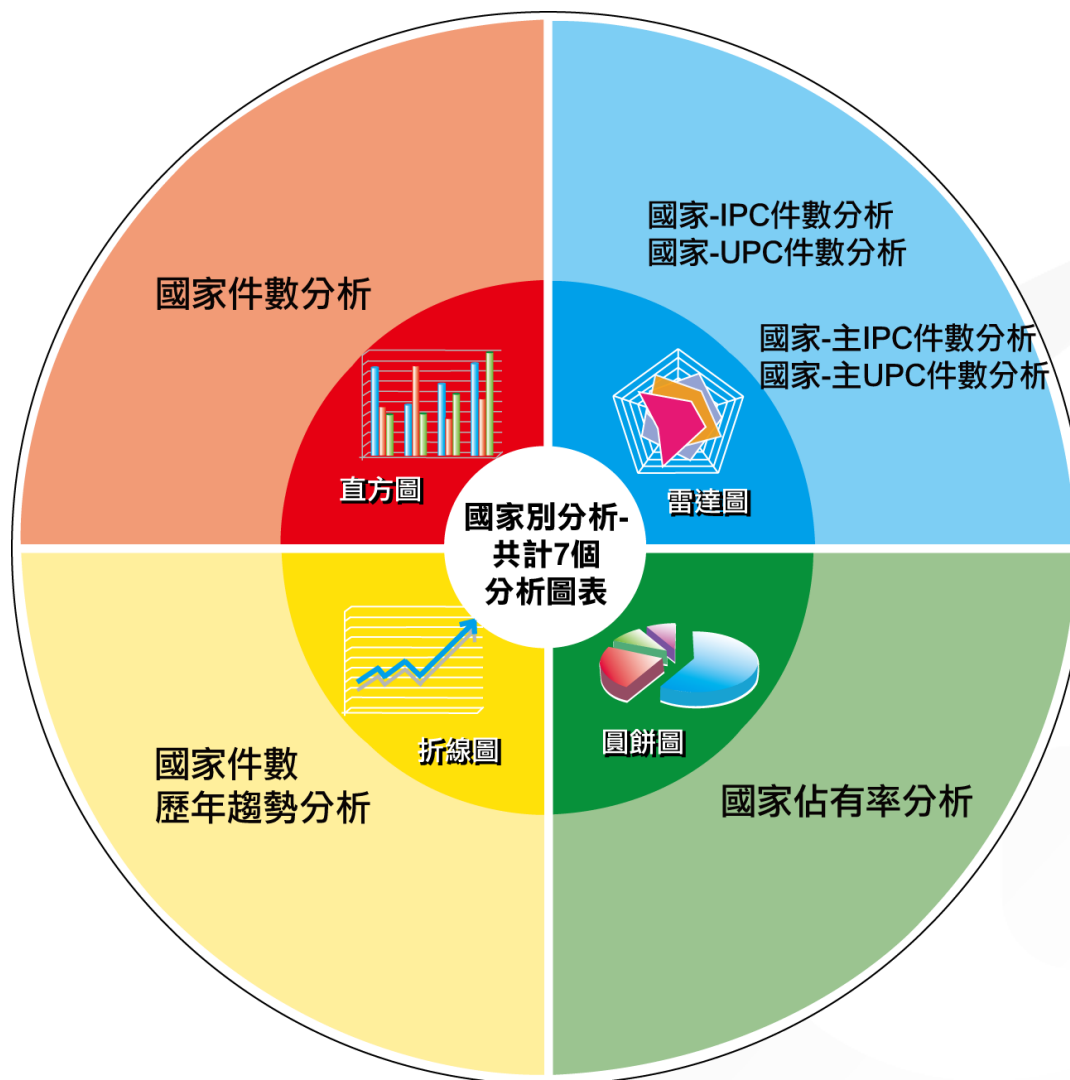 國家件數分析
直方圖
國家-IPC件數分析
國家-UPC件數分析
國家-主IPC件數分析
國家-主UPC件數分析
雷達圖
國家別分析-
共計7個
分析圖表
國家件數
歷年趨勢分析
折線圖
圓餅圖
國家佔有率分析